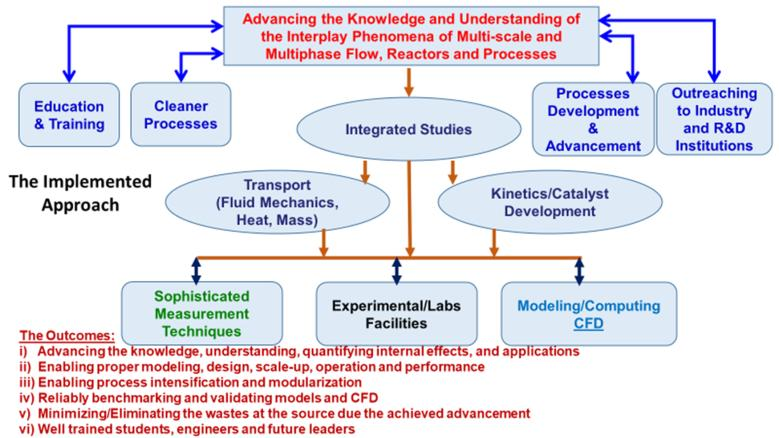 Advancing the Knowledge and Understanding of
the Interplay Phenomena of Multi-scale and
Multiphase Flow, Reactors and Processes
Education
& Training
Cleaner
Processes
Processes
Development
&
Advancement
Outreaching
to Industry
and R&D
Institutions
Integrated Studies
The Implemented
Approach
Transport
(Fluid Mechanics,
Heat, Mass)
Kinetics/Catalyst
Development
Sophisticated
Measurement
Techniques
Experimental/Labs
Facilities
Modeling/Computing
CFD
The Outcomes:
i) Advancing the knowledge, understanding, quantifying internal effects, and applications
ii) Enabling proper modeling, design, scale-up, operation and performance
iii) Enabling process intensification and modularization
iv) Reliably benchmarking and validating models and CFD
v) Minimizing/Eliminating the wastes at the source due the achieved advancement
vi) Well trained students, engineers and future leaders